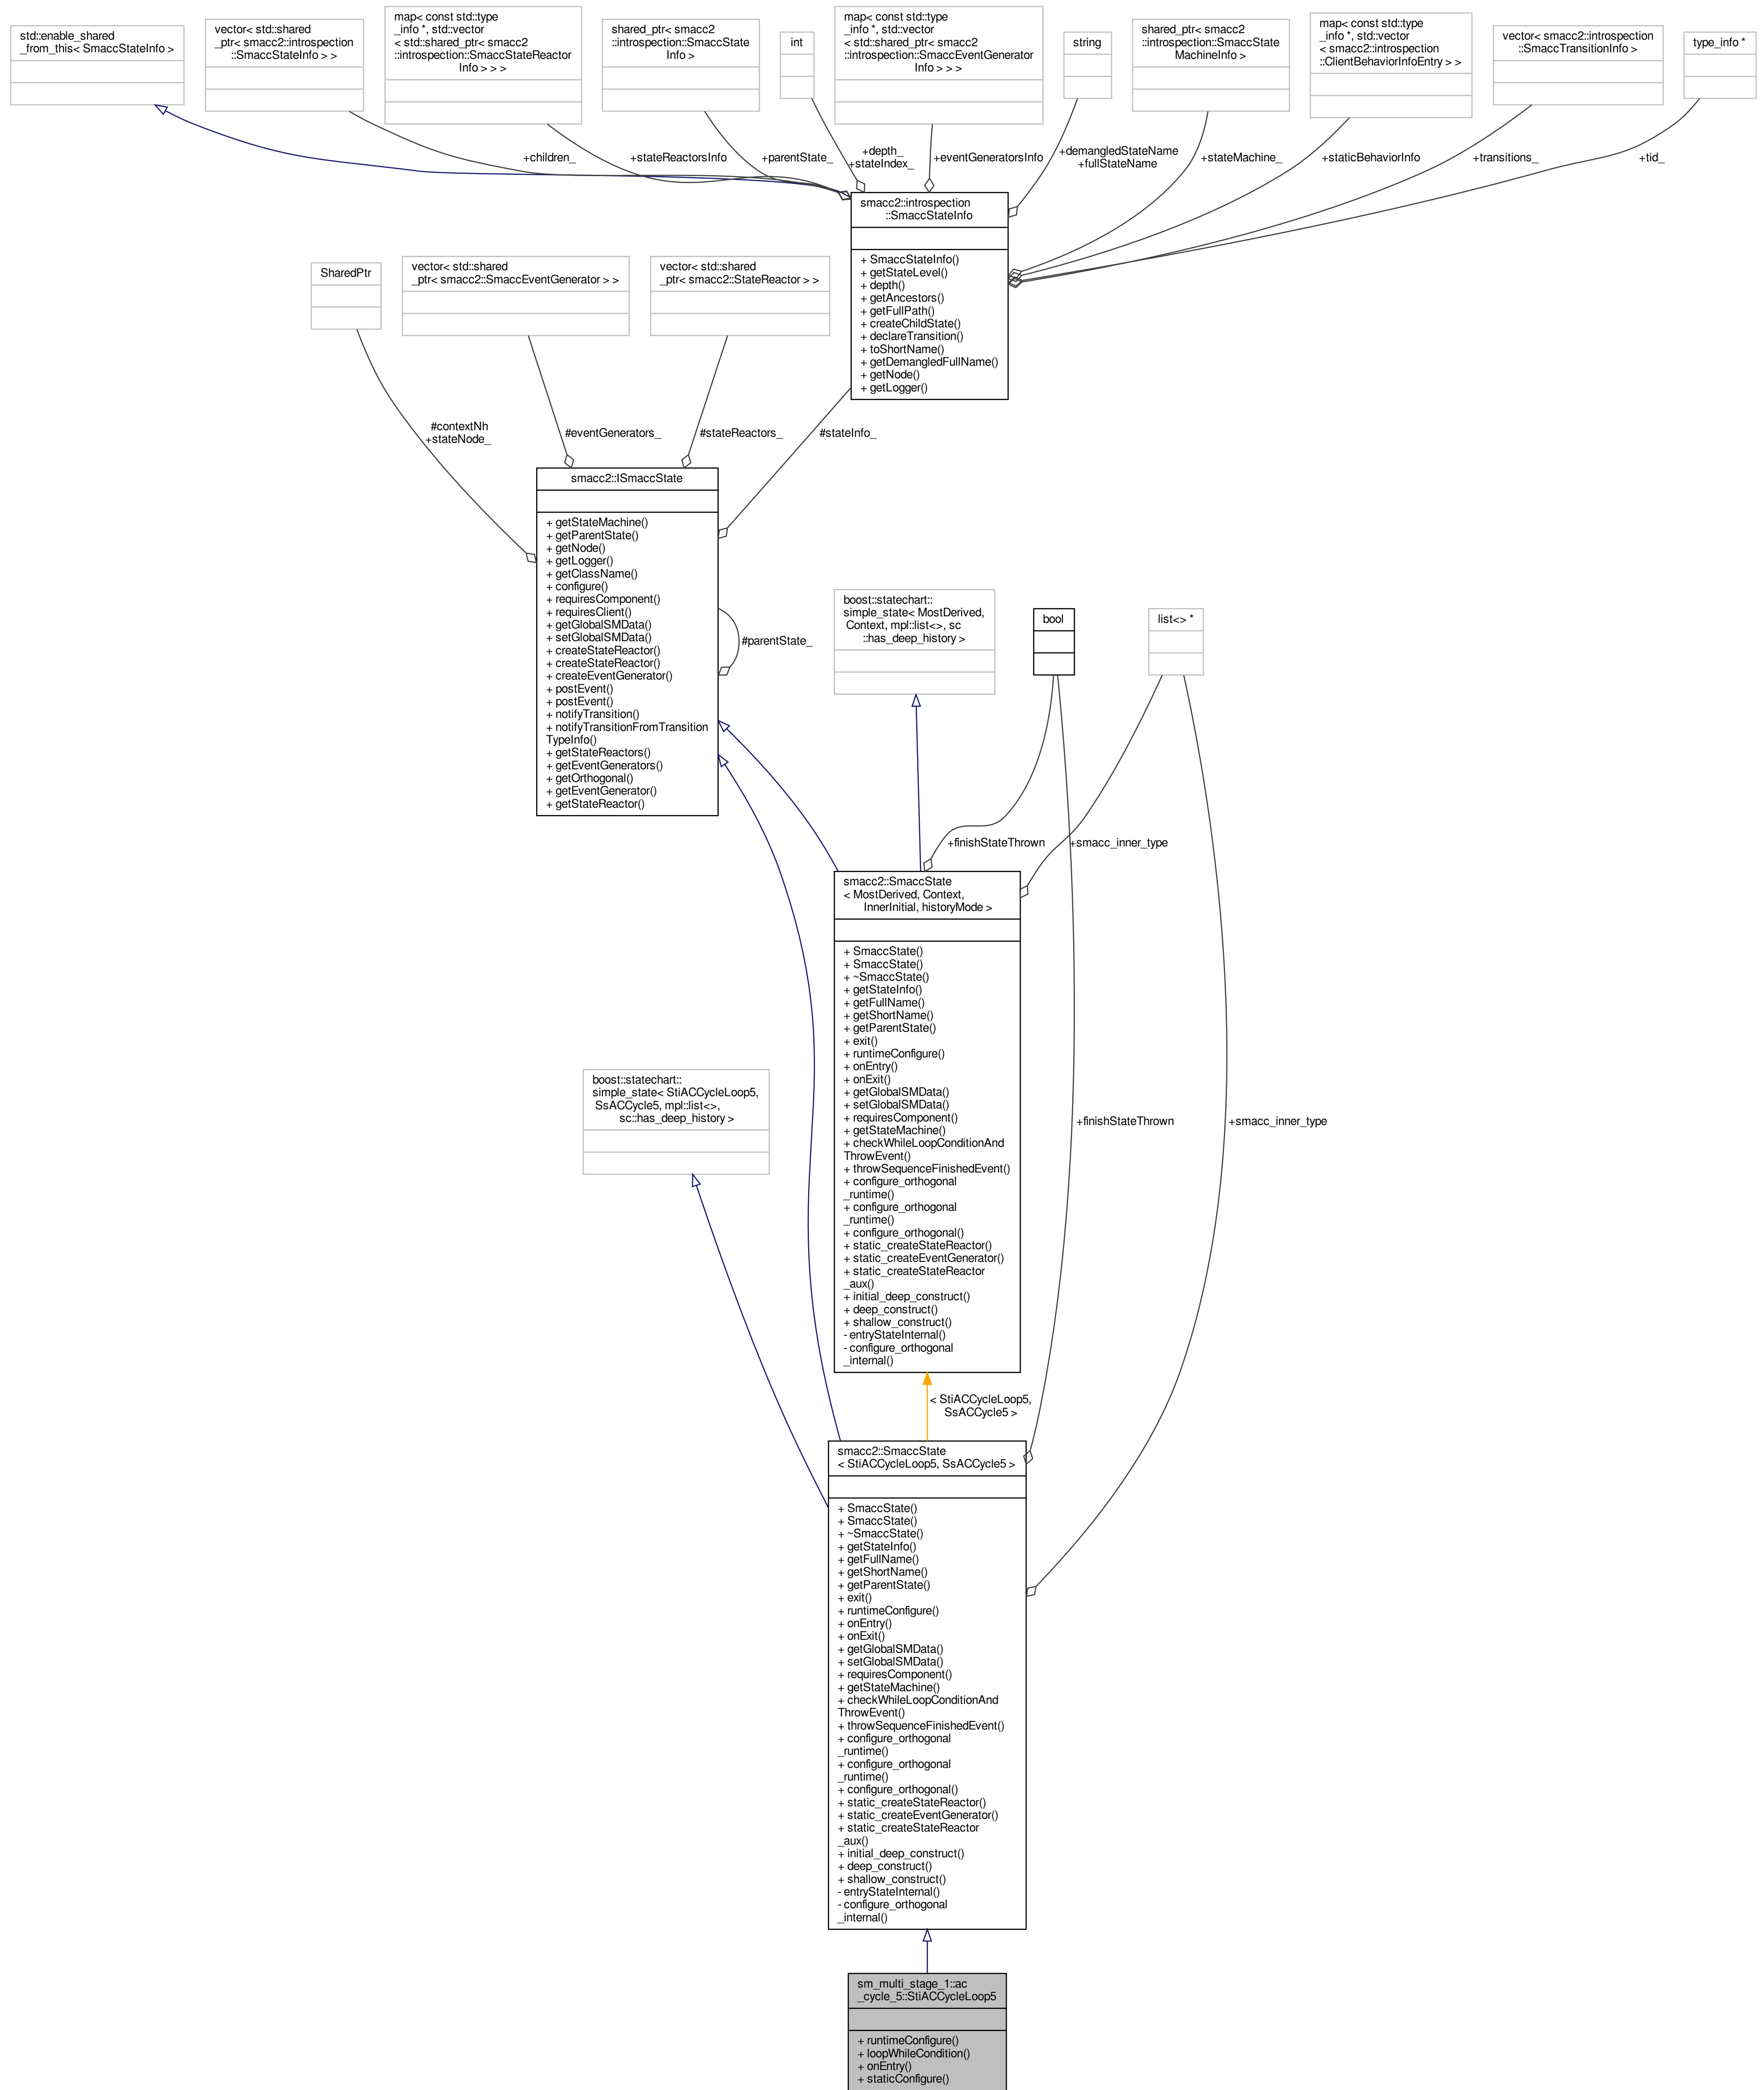 std::enable_shared
_from_this< SmaccStateInfo >
vector< std::shared
_ptr< smacc2::introspection
::SmaccStateInfo > >
map< const std::type
_info *, std::vector
< std::shared_ptr< smacc2
::introspection::SmaccStateReactor
Info > > >
shared_ptr< smacc2
::introspection::SmaccState
Info >
int
map< const std::type
_info *, std::vector
< std::shared_ptr< smacc2
::introspection::SmaccEventGenerator
Info > > >
string
shared_ptr< smacc2
::introspection::SmaccState
MachineInfo >
map< const std::type
_info *, std::vector
< smacc2::introspection
::ClientBehaviorInfoEntry > >
vector< smacc2::introspection
::SmaccTransitionInfo >
type_info *
+children_
+stateReactorsInfo
+parentState_
+depth_
+stateIndex_
+eventGeneratorsInfo
+demangledStateName
+fullStateName
+stateMachine_
+staticBehaviorInfo
+transitions_
+tid_
smacc2::introspection
::SmaccStateInfo
+ SmaccStateInfo()
+ getStateLevel()
+ depth()
+ getAncestors()
+ getFullPath()
+ createChildState()
+ declareTransition()
+ toShortName()
+ getDemangledFullName()
+ getNode()
+ getLogger()
SharedPtr
vector< std::shared
_ptr< smacc2::SmaccEventGenerator > >
vector< std::shared
_ptr< smacc2::StateReactor > >
#contextNh
+stateNode_
#eventGenerators_
#stateReactors_
#stateInfo_
smacc2::ISmaccState
+ getStateMachine()
+ getParentState()
+ getNode()
+ getLogger()
+ getClassName()
+ configure()
+ requiresComponent()
+ requiresClient()
+ getGlobalSMData()
+ setGlobalSMData()
+ createStateReactor()
+ createStateReactor()
+ createEventGenerator()
+ postEvent()
+ postEvent()
+ notifyTransition()
+ notifyTransitionFromTransition
TypeInfo()
+ getStateReactors()
+ getEventGenerators()
+ getOrthogonal()
+ getEventGenerator()
+ getStateReactor()
#parentState_
boost::statechart::
simple_state< MostDerived,
Context, mpl::list<>, sc
::has_deep_history >
bool
list<> *
+finishStateThrown
+smacc_inner_type
smacc2::SmaccState
< MostDerived, Context,
InnerInitial, historyMode >
+ SmaccState()
+ SmaccState()
+ ~SmaccState()
+ getStateInfo()
+ getFullName()
+ getShortName()
+ getParentState()
+ exit()
+ runtimeConfigure()
+ onEntry()
+ onExit()
+ getGlobalSMData()
+ setGlobalSMData()
+ requiresComponent()
+ getStateMachine()
+ checkWhileLoopConditionAnd
ThrowEvent()
+ throwSequenceFinishedEvent()
+ configure_orthogonal
_runtime()
+ configure_orthogonal
_runtime()
+ configure_orthogonal()
+ static_createStateReactor()
+ static_createEventGenerator()
+ static_createStateReactor
_aux()
+ initial_deep_construct()
+ deep_construct()
+ shallow_construct()
- entryStateInternal()
- configure_orthogonal
_internal()
boost::statechart::
simple_state< StiACCycleLoop5,
SsACCycle5, mpl::list<>,
sc::has_deep_history >
+finishStateThrown
+smacc_inner_type
< StiACCycleLoop5,
SsACCycle5 >
smacc2::SmaccState
< StiACCycleLoop5, SsACCycle5 >
+ SmaccState()
+ SmaccState()
+ ~SmaccState()
+ getStateInfo()
+ getFullName()
+ getShortName()
+ getParentState()
+ exit()
+ runtimeConfigure()
+ onEntry()
+ onExit()
+ getGlobalSMData()
+ setGlobalSMData()
+ requiresComponent()
+ getStateMachine()
+ checkWhileLoopConditionAnd
ThrowEvent()
+ throwSequenceFinishedEvent()
+ configure_orthogonal
_runtime()
+ configure_orthogonal
_runtime()
+ configure_orthogonal()
+ static_createStateReactor()
+ static_createEventGenerator()
+ static_createStateReactor
_aux()
+ initial_deep_construct()
+ deep_construct()
+ shallow_construct()
- entryStateInternal()
- configure_orthogonal
_internal()
sm_multi_stage_1::ac
_cycle_5::StiACCycleLoop5
+ runtimeConfigure()
+ loopWhileCondition()
+ onEntry()
+ staticConfigure()